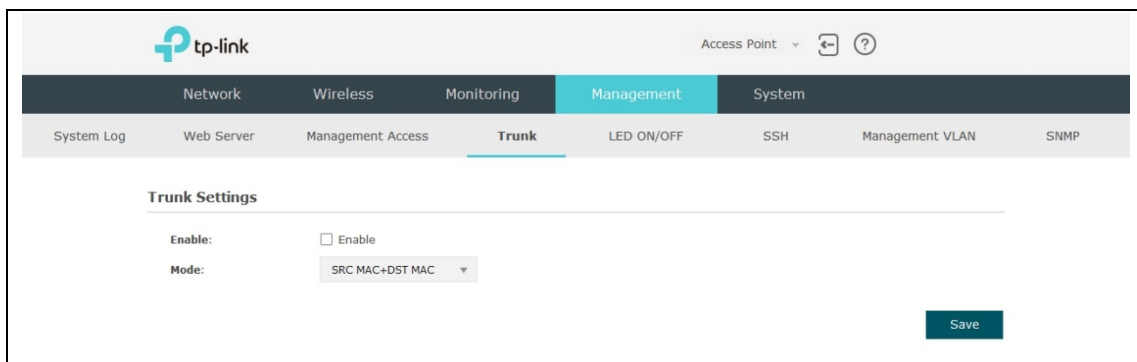 tp-link
Access Point
Network Wireless Monitoring Management System
System Log Web Server Management Access Trunk LED ON/OFF SSH Management VLAN SNMP
Trunk Settings
Enable: Enable
Mode: SRC MAC+DST MAC
Save